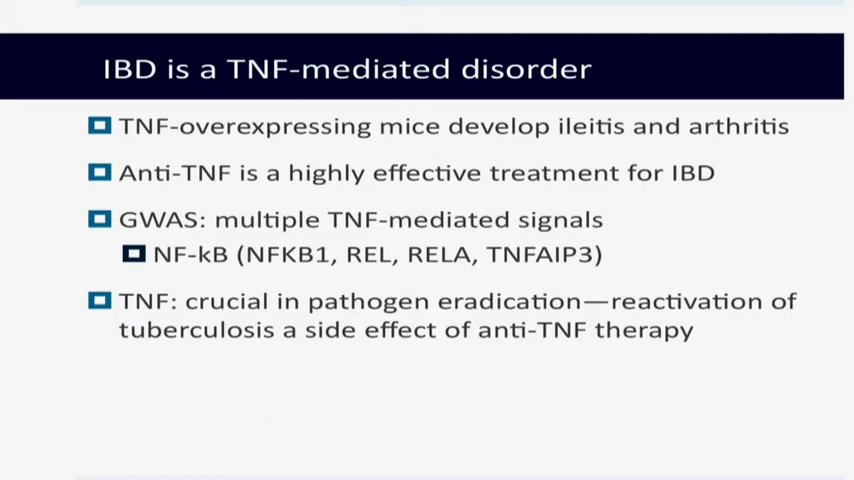 IBD is a TNF-mediated disorder
TNF-overexpressing mice develop ileitis and arthritis
Anti-TNF is a highly effective treatment for IBD
GWAS: multiple TNF-mediated signals
NF-kB (NFKB1, REL, RELA, TNFAIP3)
TNF: crucial in pathogen eradication—reactivation of
tuberculosis a side effect of anti-TNF therapy